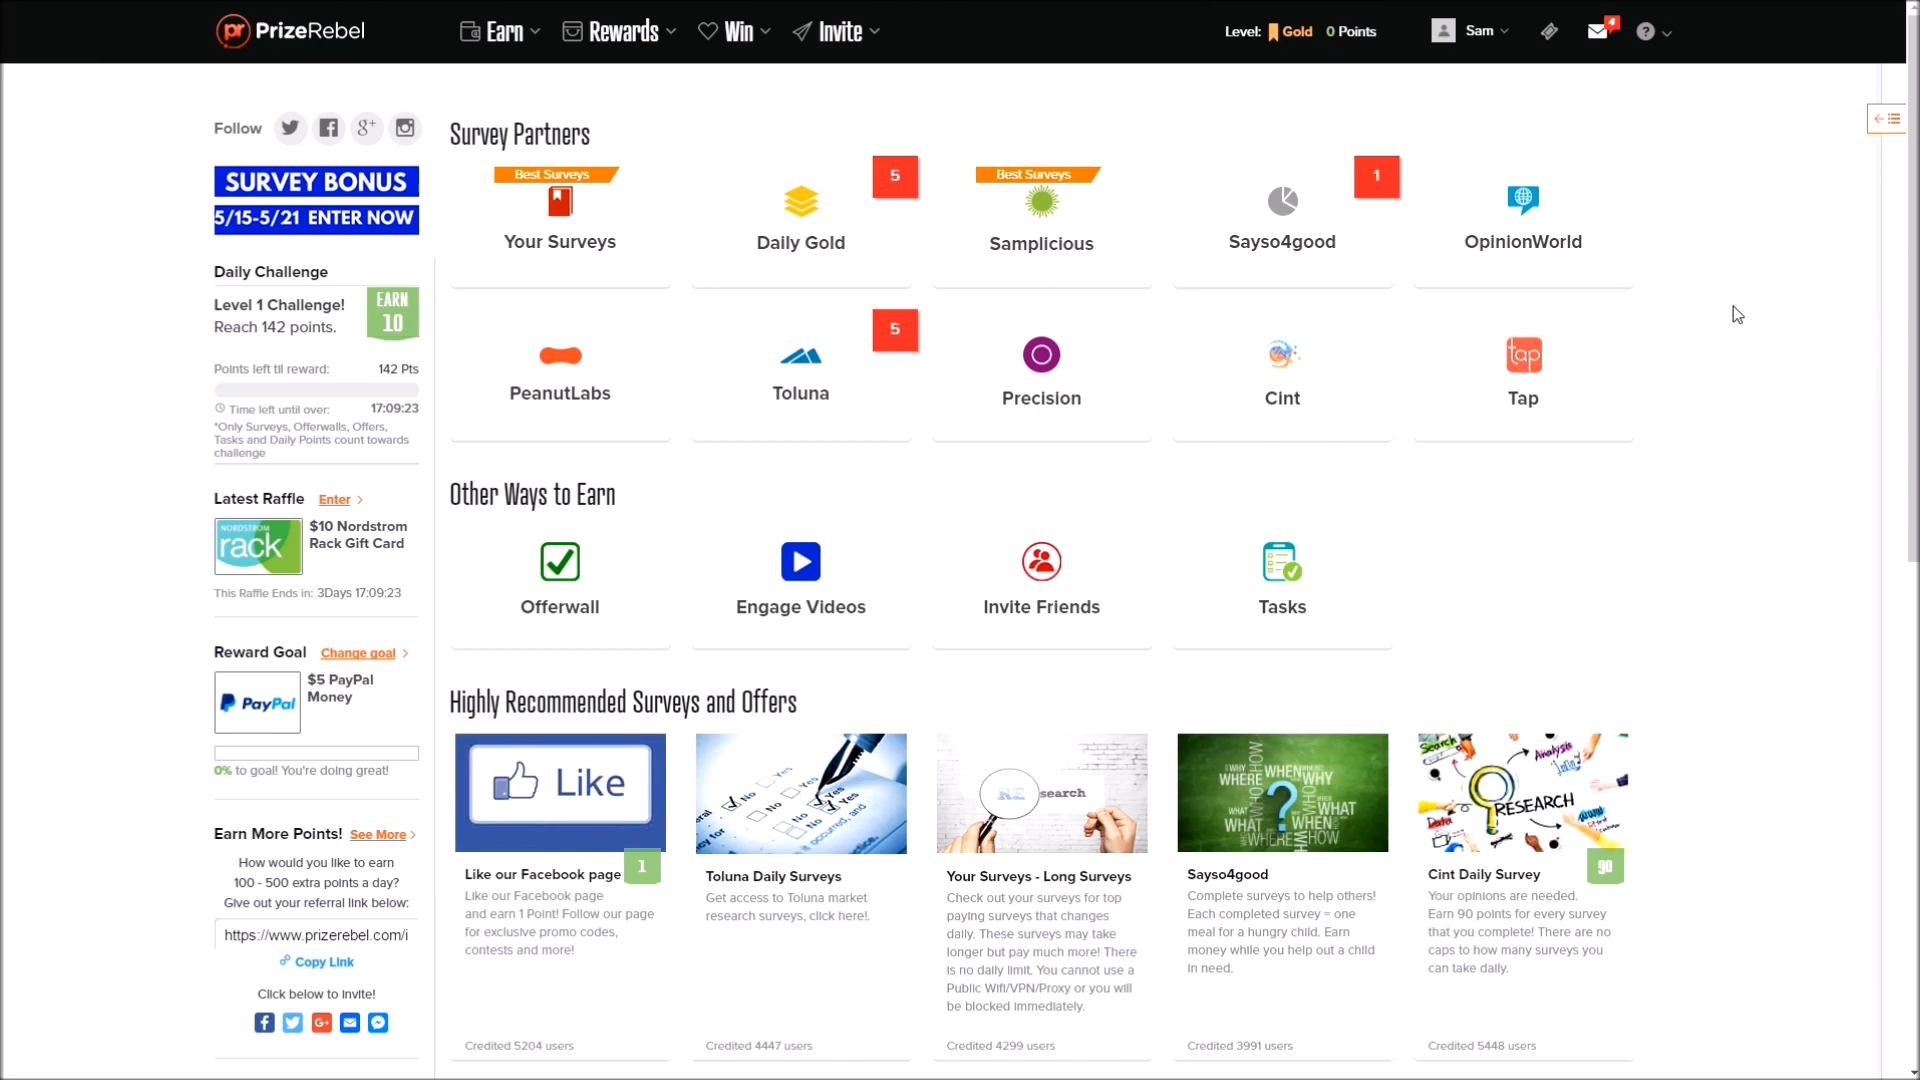 pr PrizeRebel
Earn
Rewards
Win
Invite
Level: Gold 0 Points
Sam
4
?
Follow
SURVEY BONUS
5/15-5/21 ENTER NOW
Daily Challenge
Level 1 Challenge!
Reach 142 points.
EARN
10
Points left til reward: 142 Pts
Time left until over: 17:09:23
*Only Surveys, Offerwalls, Offers,
Tasks and Daily Points count towards
challenge
Latest Raffle Enter >
NORDSTROM
rack
$10 Nordstrom
Rack Gift Card
This Raffle Ends in: 3Days 17:09:23
Reward Goal Change goal >
PayPal
$5 PayPal
Money
0% to goal! You're doing great!
Earn More Points! See More >
How would you like to earn
100 - 500 extra points a day?
Give out your referral link below:
https://www.prizerebel.com/i
Copy Link
Click below to invite!
Survey Partners
Best Surveys
Your Surveys
5
Daily Gold
Best Surveys
Samplicious
1
Sayso4good
OpinionWorld
PeanutLabs
5
Toluna
Precision
Cint
tap
Tap
Other Ways to Earn
Offerwall
Engage Videos
Invite Friends
Tasks
Highly Recommended Surveys and Offers
Like
1
Like our Facebook page
Like our Facebook page
and earn 1 Point! Follow our page
for exclusive promo codes,
contests and more!
Credited 5204 users
Yes
No
Yes
No
Yes
No
Yes
No
Toluna Daily Surveys
Get access to Toluna market
research surveys, click here!.
Credited 4447 users
RE search
Your Surveys - Long Surveys
Check out your surveys for top
paying surveys that changes
daily. These surveys may take
longer but pay much more! There
is no daily limit. You cannot use a
Public Wifi/VPN/Proxy or you will
be blocked immediately.
Credited 4299 users
WHERE WHEN WHY
WHAT WHEN WHAT
WHERE HOW
Sayso4good
Complete surveys to help others!
Each completed survey = one
meal for a hungry child. Earn
money while you help out a child
in need.
Credited 3991 users
Search
Analysis
RESEARCH
Data
90
Cint Daily Survey
Your opinions are needed.
Earn 90 points for every survey
that you complete! There are no
caps to how many surveys you
can take daily.
Credited 5448 users